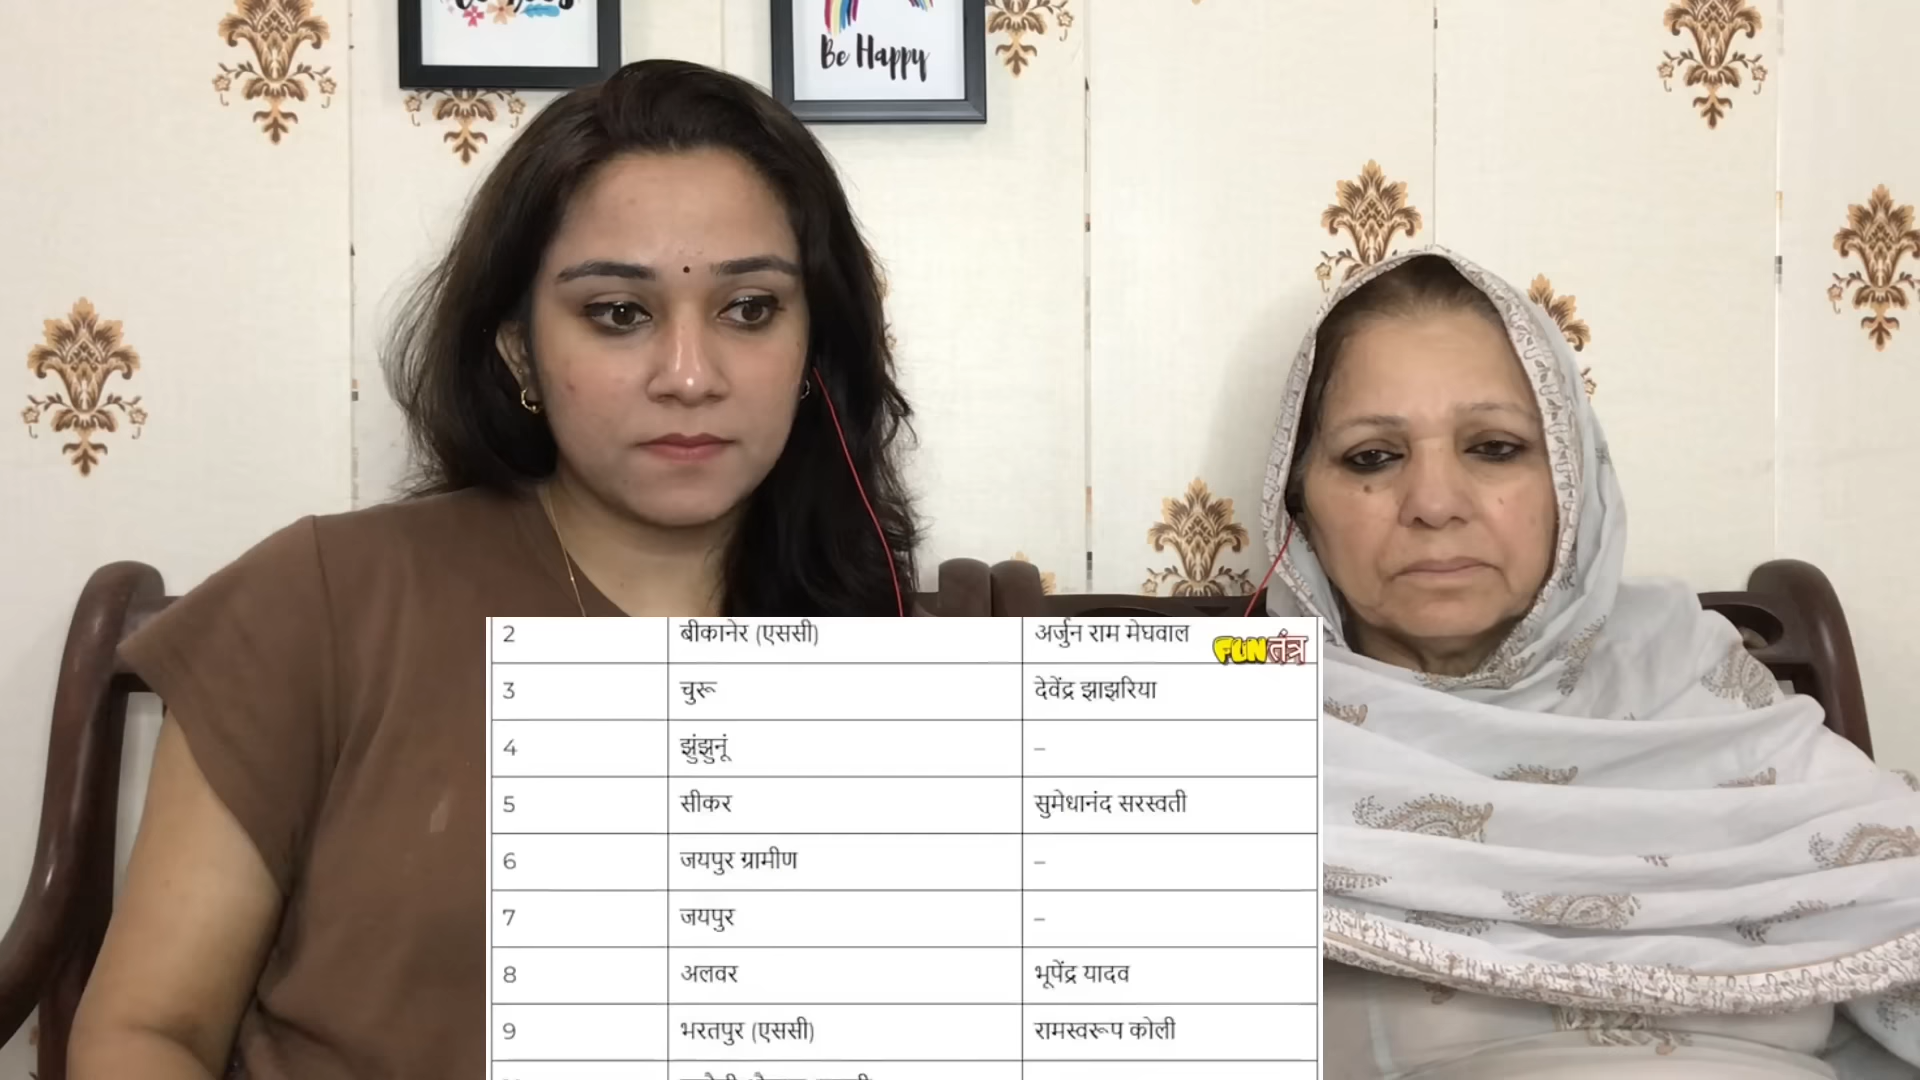 Be Happy
2 बीकानेर (एससी) अर्जुन राम मेघवाल
FUNतंत्र
3 चुरू देवेंद्र झाझरिया
4 झुंझुनूं –
5 सीकर सुमेधानंद सरस्वती
6 जयपुर ग्रामीण –
7 जयपुर –
8 अलवर भूपेंद्र यादव
9 भरतपुर (एससी) रामस्वरूप कोली